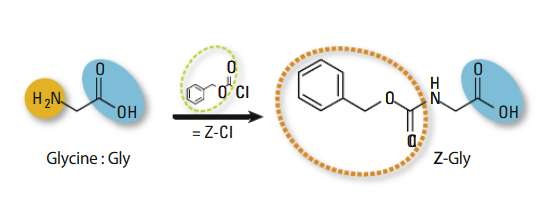 H₂N
O
OH
Glycine : Gly
O
O Cl
= Z-Cl
O
O
H
N
O
OH
Z-Gly